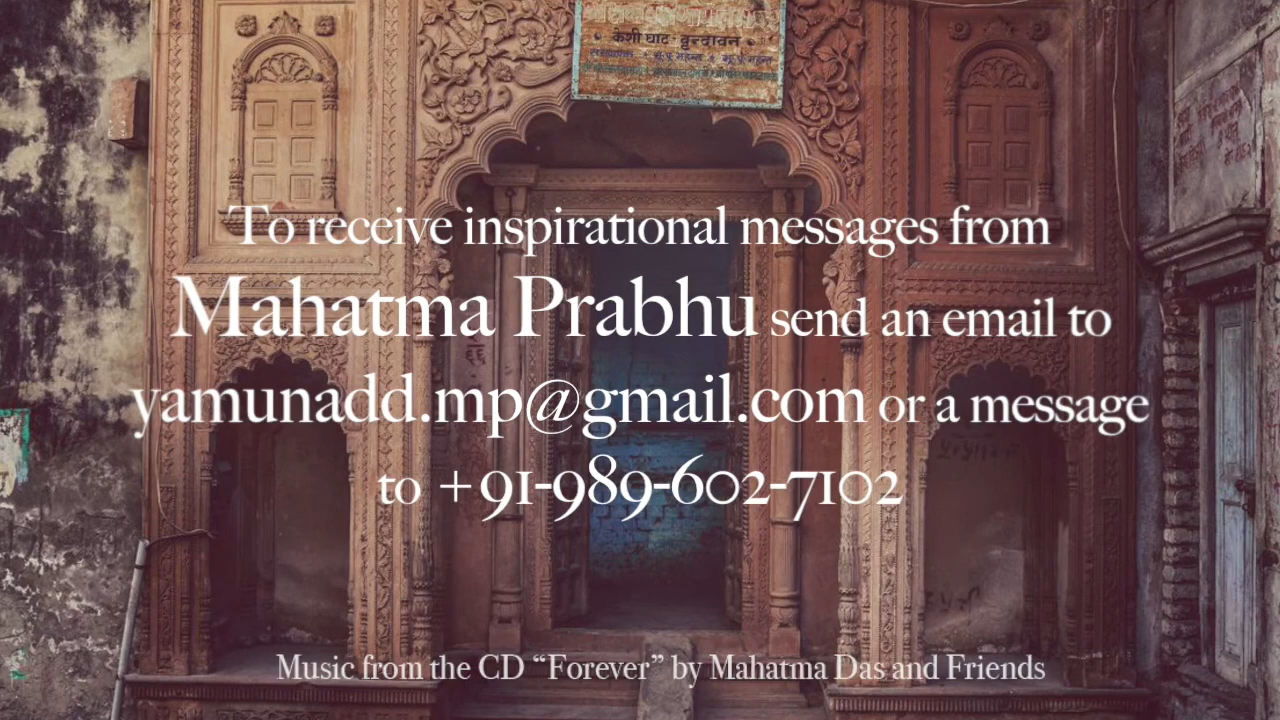 केशी घाट - वृन्दावन
To receive inspirational messages from
Mahatma Prabhu send an email to
yamunadd.mp@gmail.com or a message
to +91-989-602-7102
Music from the CD “Forever” by Mahatma Das and Friends